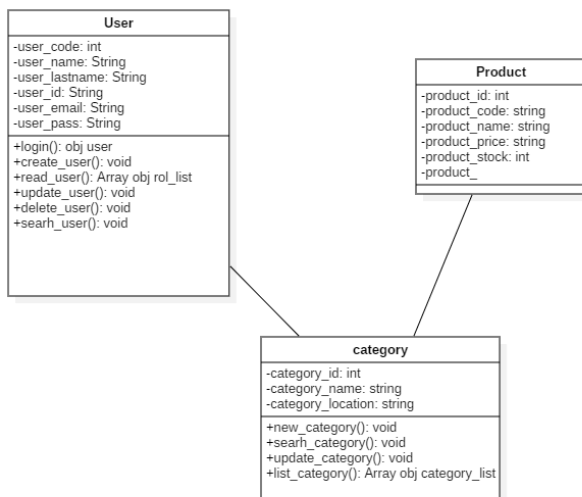 User
-user_code: int
-user_name: String
-user_lastname: String
-user_id: String
-user_email: String
-user_pass: String
+login(): obj user
+create_user(): void
+read_user(): Array obj rol_list
+update_user(): void
+delete_user(): void
+searh_user(): void
Product
-product_id: int
-product_code: string
-product_name: string
-product_price: string
-product_stock: int
-product_
category
-category_id: int
-category_name: string
-category_location: string
+new_category(): void
+searh_category(): void
+update_category(): void
+list_category(): Array obj category_list